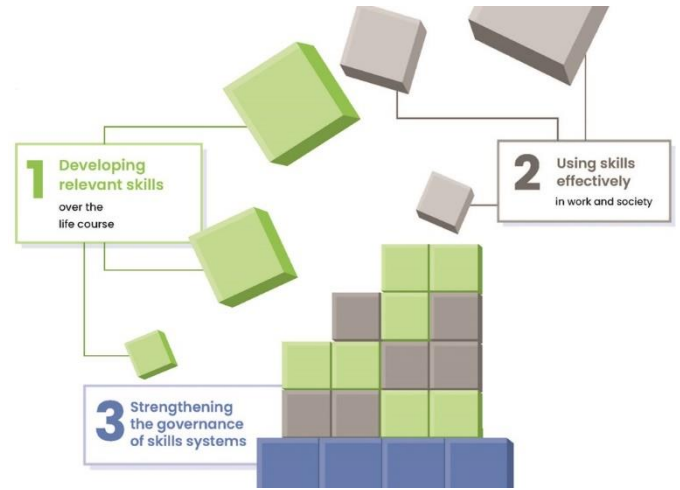 1 Developing
relevant skills
over the
life course
2 Using skills
effectively
in work and society
3 Strengthening
the governance
of skills systems